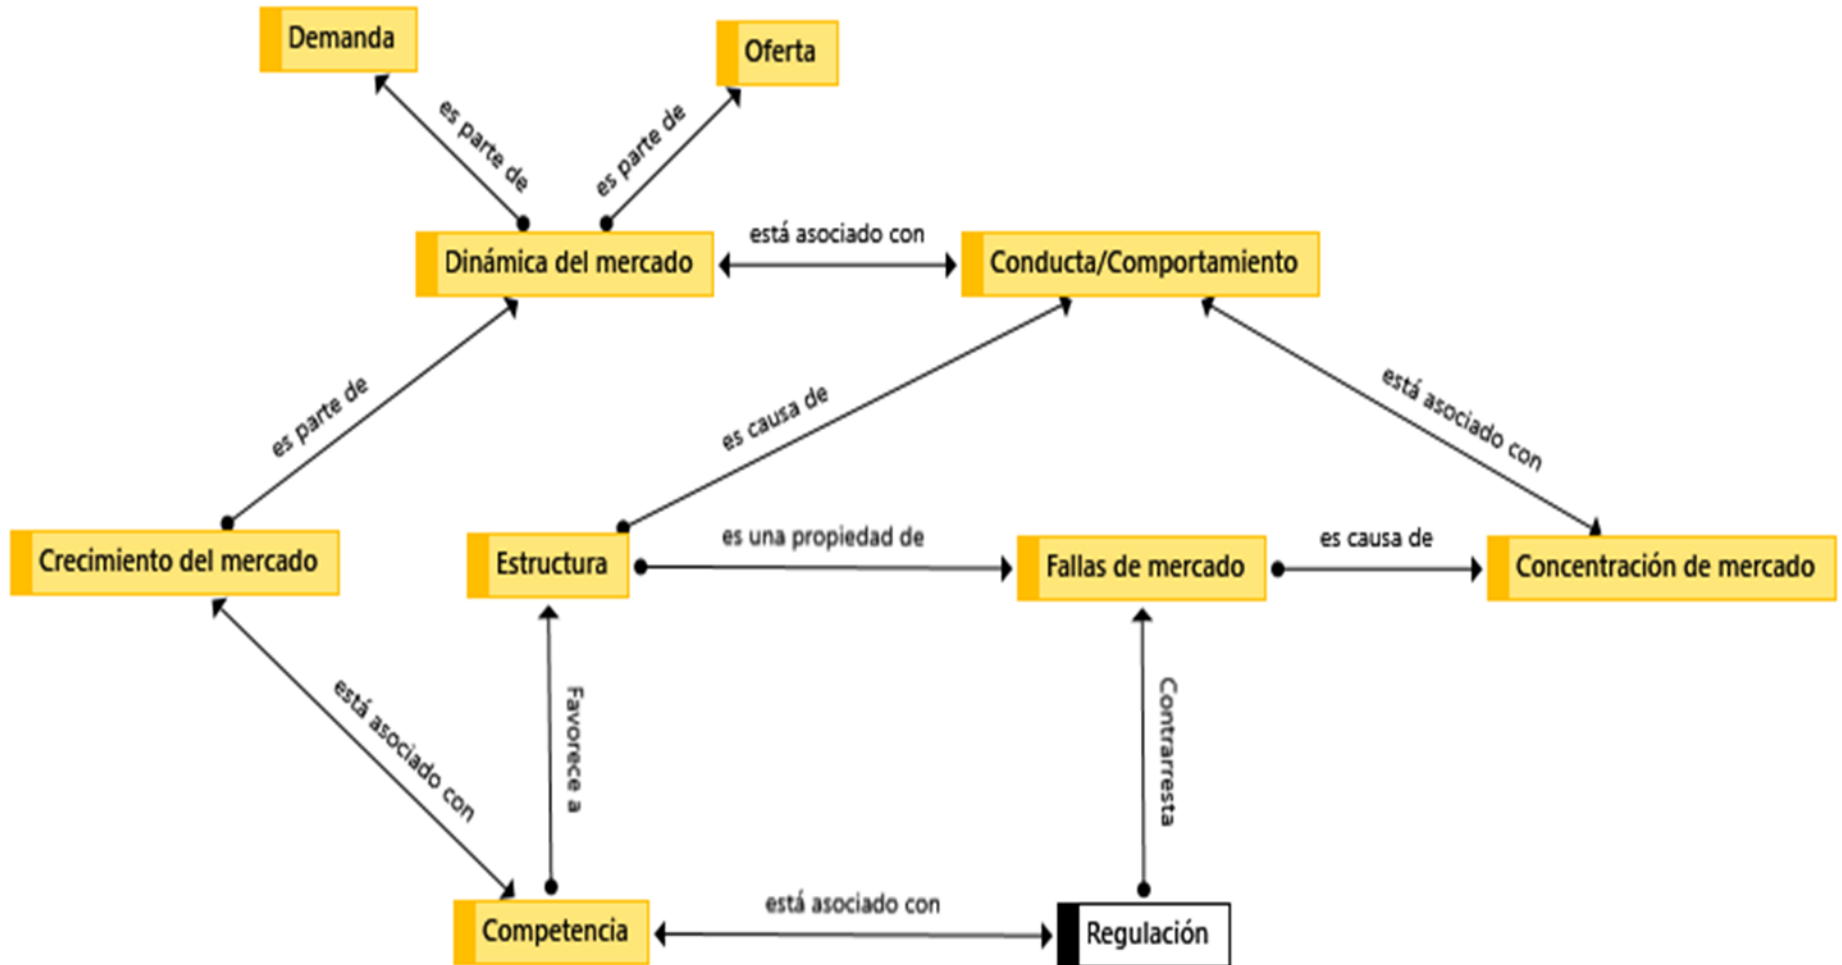 Demanda
Oferta
es parte de
es parte de
Dinámica del mercado
está asociado con
Conducta/Comportamiento
es parte de
es causa de
está asociado con
Crecimiento del mercado
Estructura
es una propiedad de
Fallas de mercado
es causa de
Concentración de mercado
está asociado con
Favorece a
Contrarresta
Competencia
está asociado con
Regulación